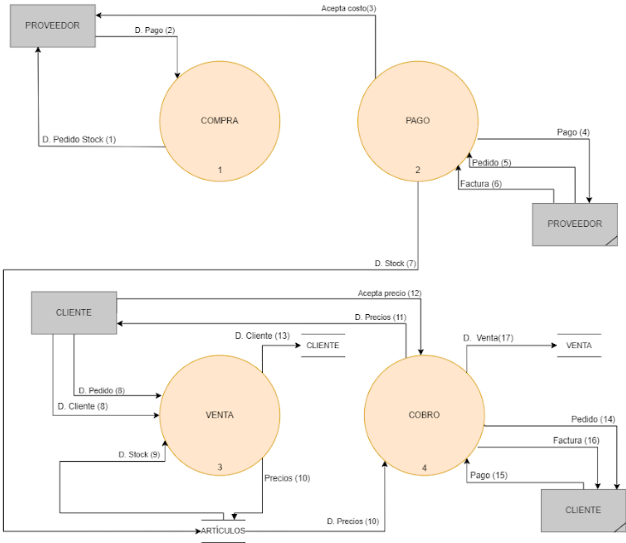 Acepta costo(3)
PROVEEDOR
D. Pago (2)
COMPRA
PAGO
Pago (4)
D. Pedido Stock (1)
Pedido (5)
1
2
Factura (6)
PROVEEDOR
D. Stock (7)
Acepta precio (12)
CLIENTE
D. Precios (11)
D. Cliente (13)
D. Venta(17)
CLIENTE
VENTA
D. Pedido (8)
D. Cliente (8)
VENTA
COBRO
Pedido (14)
Factura (16)
D. Stock (9)
3
4
Precios (10)
Pago (15)
CLIENTE
D. Precios (10)
ARTÍCULOS